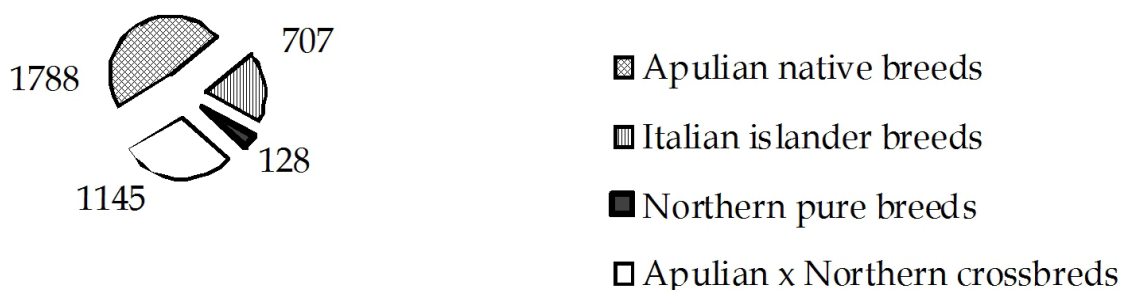 707
1788
128
1145
Apulian native breeds
Italian islander breeds
Northern pure breeds
Apulian x Northern crossbreds